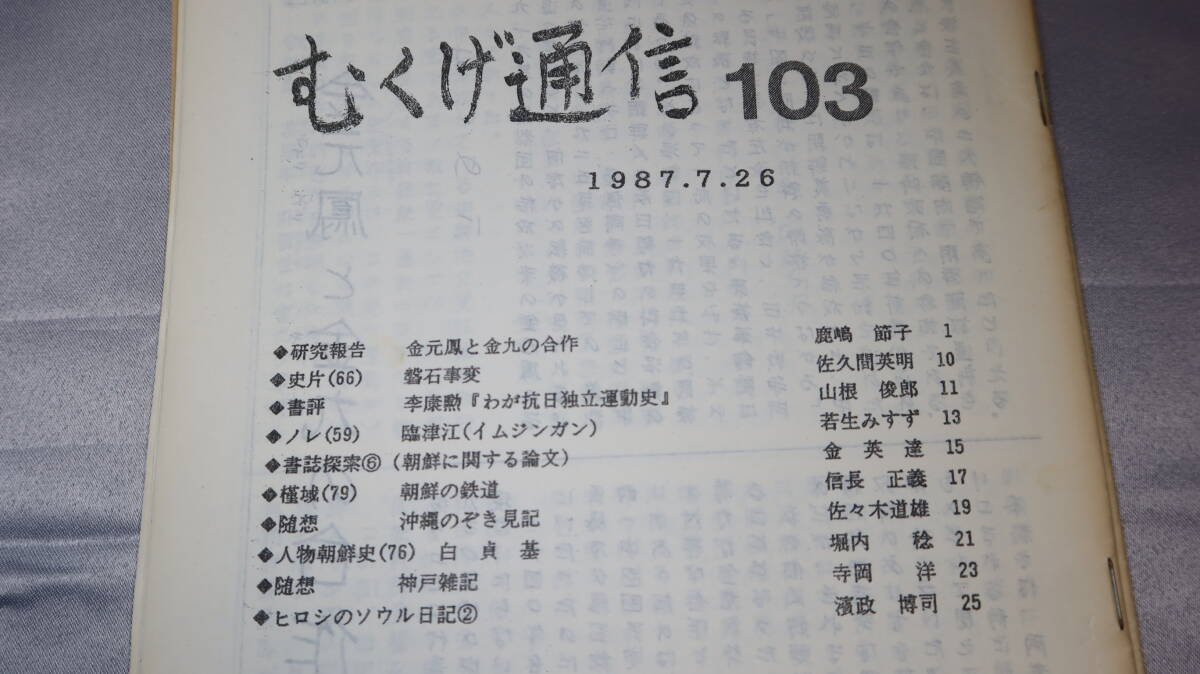 むくげ通信 103
1987.7.26
◆研究報告 金元鳳と金九の合作 鹿嶋 節子 1
◆史片(66) 磐石事変 佐久間英明 10
◆書評 李康勲『わが抗日独立運動史』 山根 俊郎 11
◆ノレ(59) 臨津江(イムジンガン) 若生みすず 13
◆書誌探索⑥(朝鮮に関する論文) 金 英達 15
◆槿域(79) 朝鮮の鉄道 信長 正義 17
◆随想 沖縄のぞき見記 佐々木道雄 19
◆人物朝鮮史(76) 白 貞 基 堀内 稔 21
◆随想 神戸雑記 寺岡 洋 23
◆ヒロシのソウル日記② 濱政 博司 25